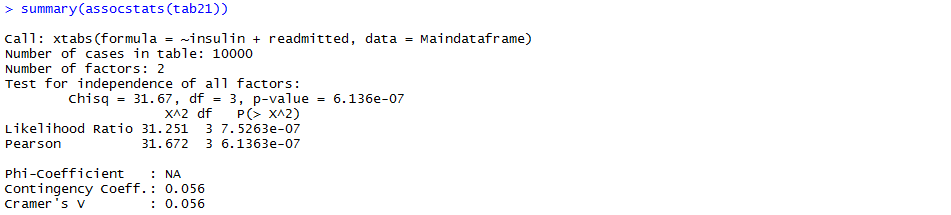 > summary(assocstats(tab21))
Call: xtabs(formula = ~insulin + readmitted, data = Maindataframe)
Number of cases in table: 10000
Number of factors: 2
Test for independence of all factors:
        Chisq = 31.67, df = 3, p-value = 6.136e-07
                    X^2 df   P(> X^2)
Likelihood Ratio 31.251  3 7.5263e-07
Pearson          31.672  3 6.1363e-07
Phi-Coefficient   : NA
Contingency Coeff.: 0.056
Cramer's V        : 0.056